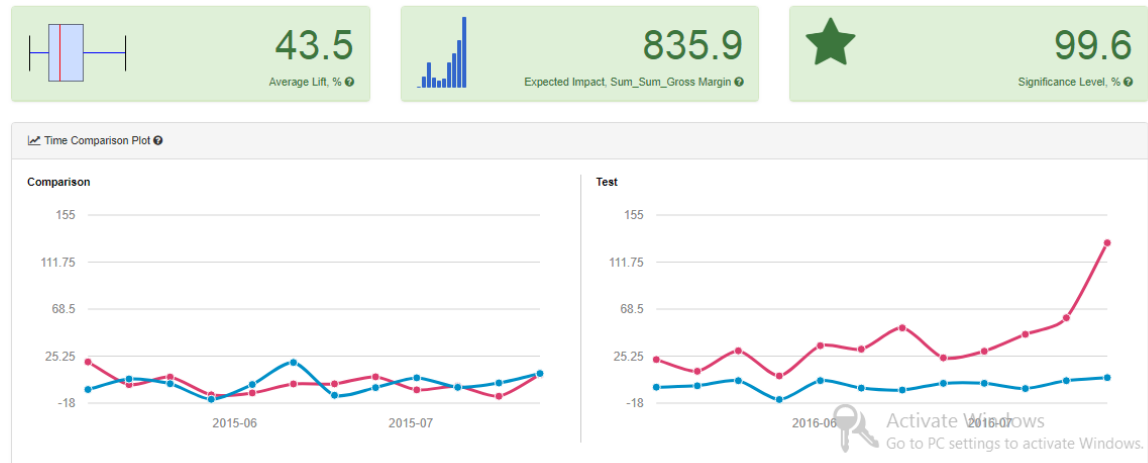 43.5
Average Lift, %
835.9
Expected Impact, Sum_Sum_Gross Margin
99.6
Significance Level, %
Time Comparison Plot
Comparison
155
111.75
68.5
25.25
-18
2015-06
2015-07
Test
155
111.75
68.5
25.25
-18
2016-06
2016-07
Activate Windows
Go to PC settings to activate Windows.